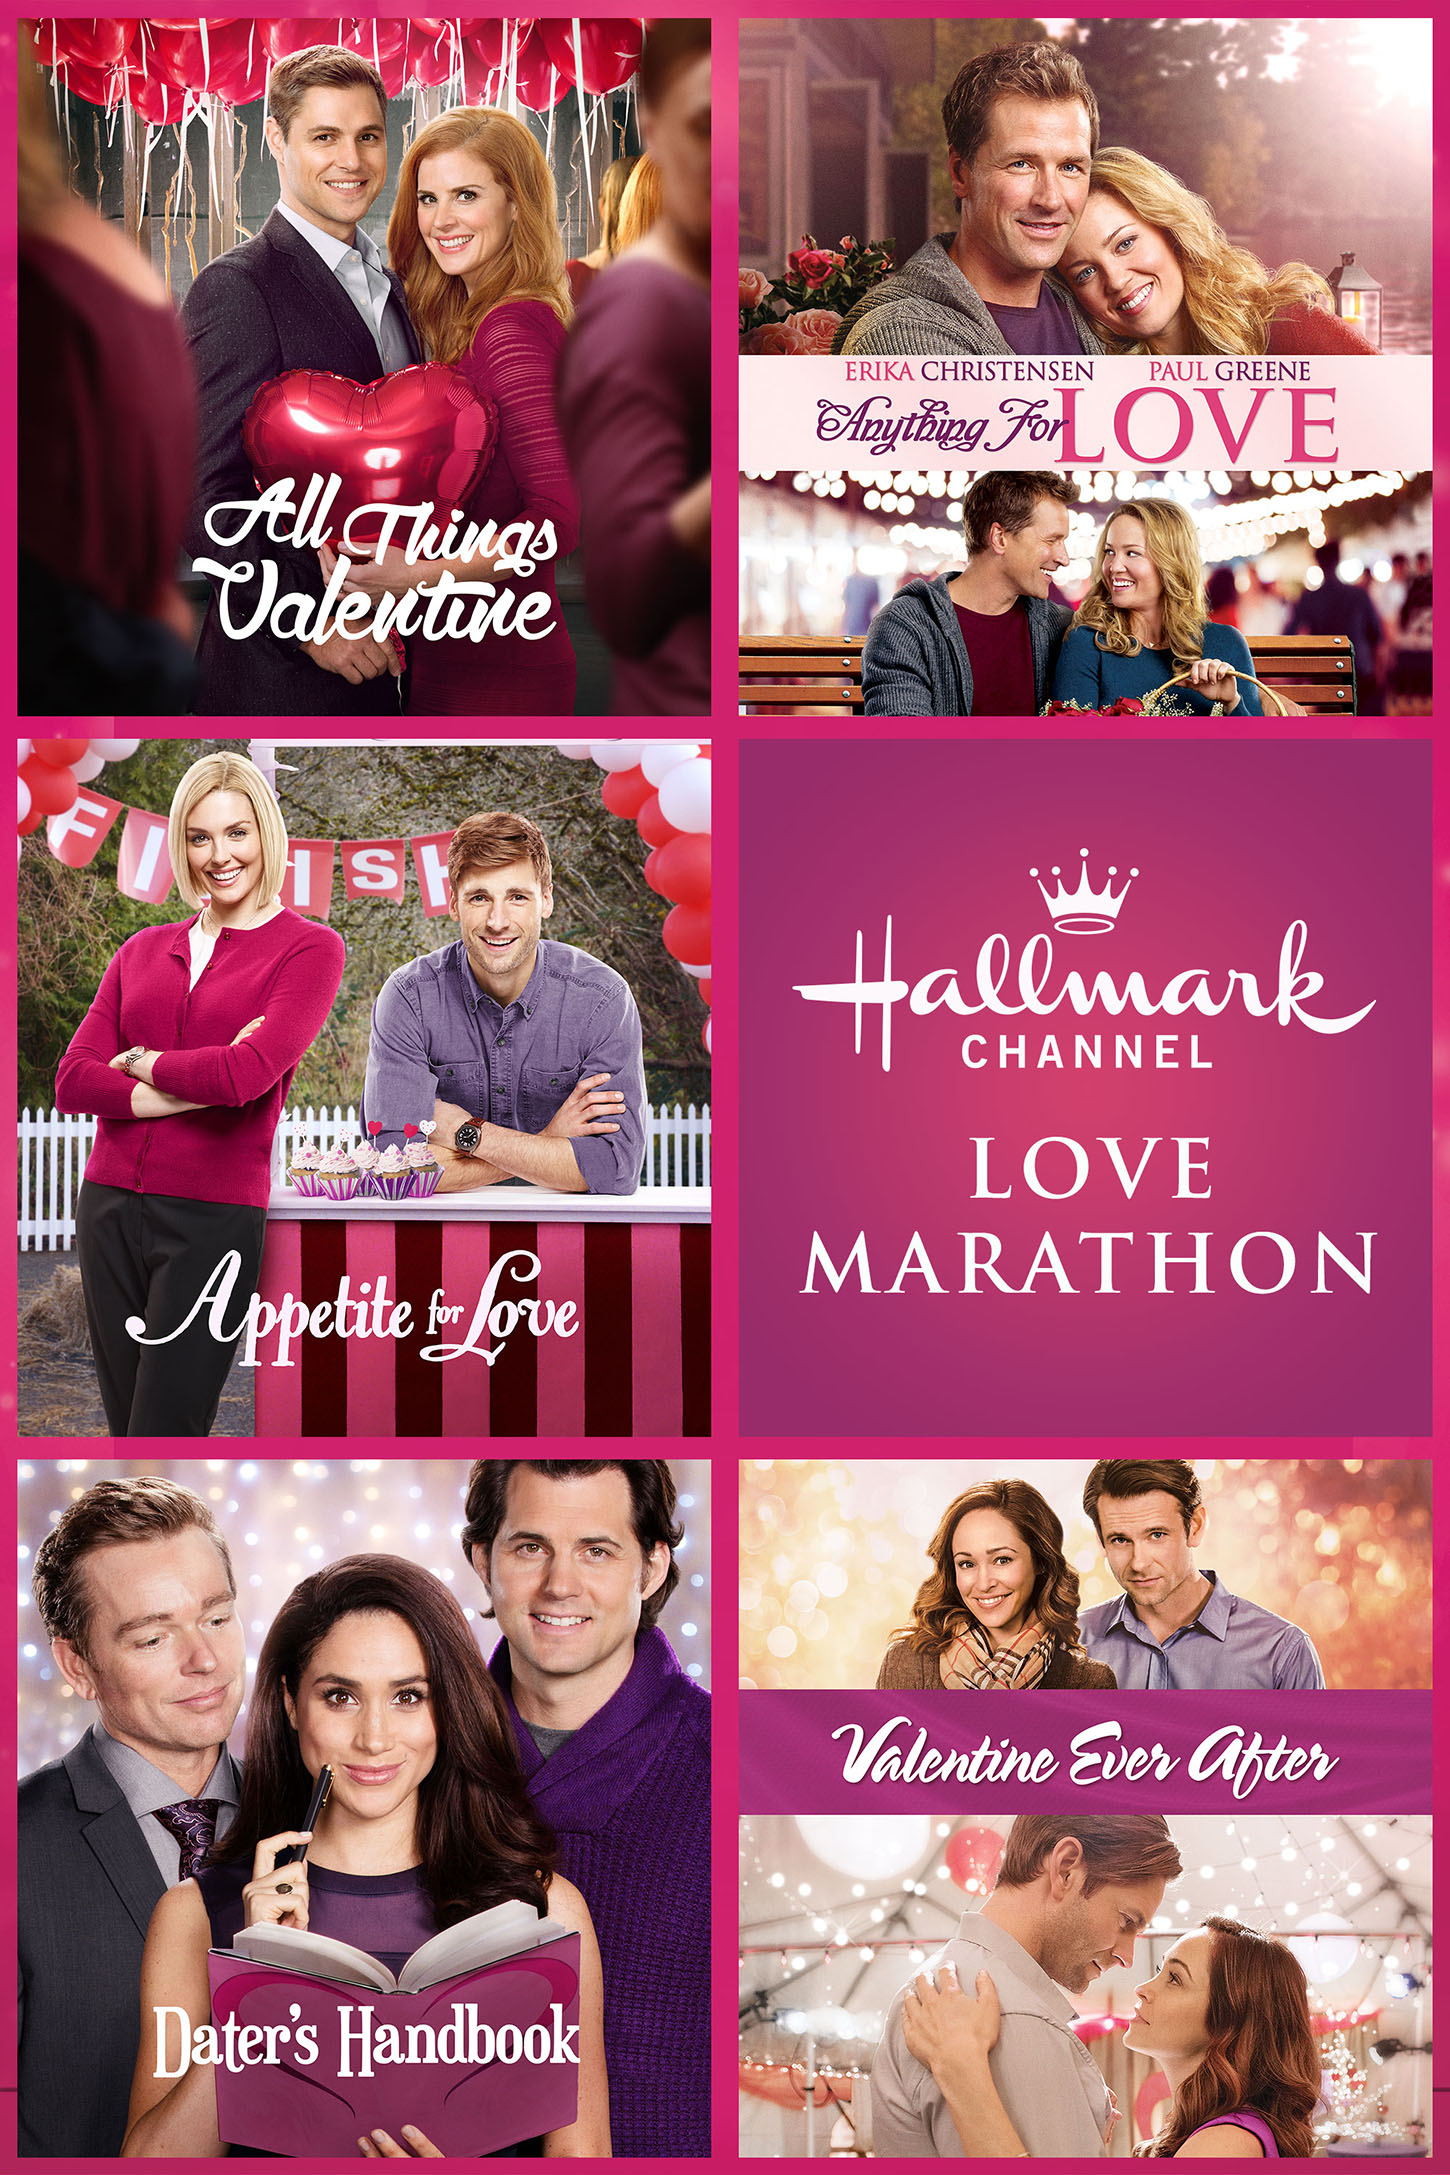 All Things
Valentine
ERIKA CHRISTENSEN PAUL GREENE
Anything For LOVE
FINISH
Appetite for Love
Hallmark
CHANNEL
LOVE
MARATHON
Dater's Handbook
Valentine Ever After